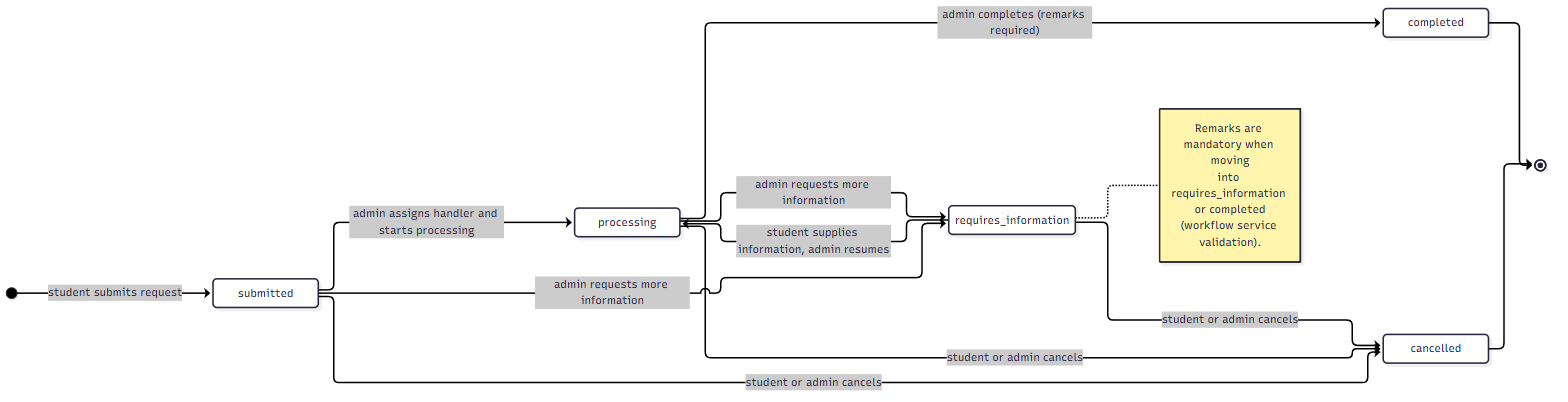 admin completes (remarks
required)
completed
Remarks are
mandatory when
moving
into
requires_information
or completed
(workflow service
validation).
admin requests more
information
admin assigns handler and
starts processing
processing
requires_information
student supplies
information, admin resumes
student submits request
submitted
admin requests more
information
student or admin cancels
cancelled
student or admin cancels
student or admin cancels